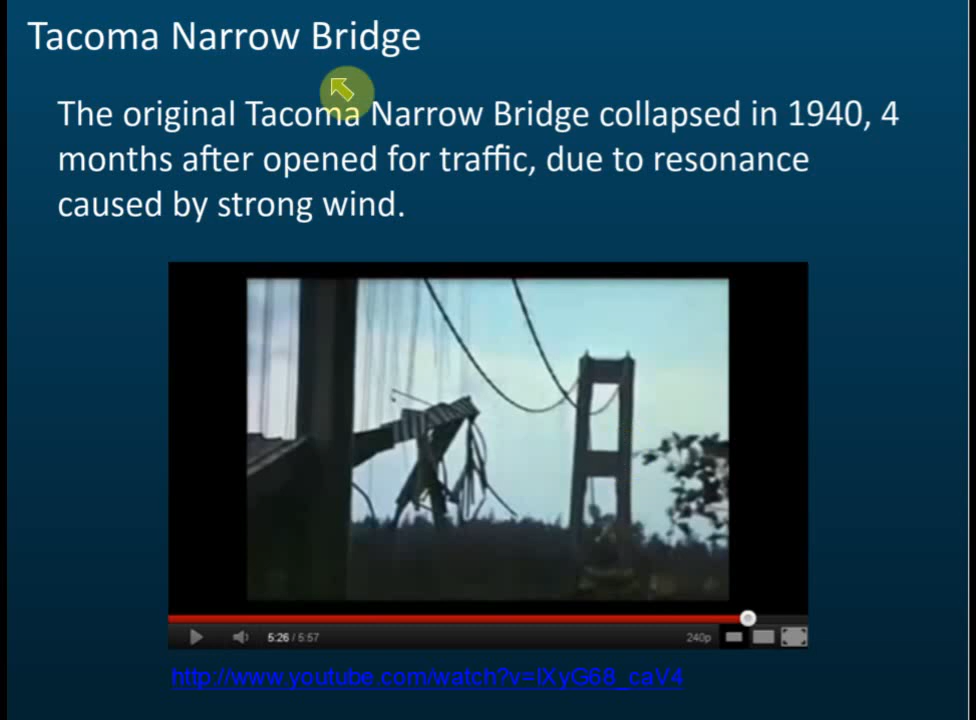 Tacoma Narrow Bridge
The original Tacoma Narrow Bridge collapsed in 1940, 4
months after opened for traffic, due to resonance
caused by strong wind.
5:26 / 5:57
240p
http://www.youtube.com/watch?v=IXyG68_caV4